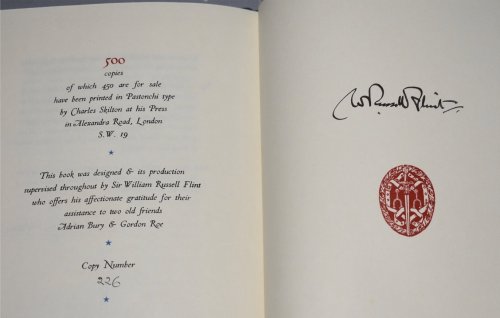 500
copies
of which 450 are for sale
have been printed in Pastonchi type
by Charles Skilton at his Press
in Alexandra Road, London
S.W. 19
This book was designed & its production
supervised throughout by Sir William Russell Flint
who offers his affectionate gratitude for their
assistance to two old friends
Adrian Bury & Gordon Roe
Copy Number
226
W Russell Flint